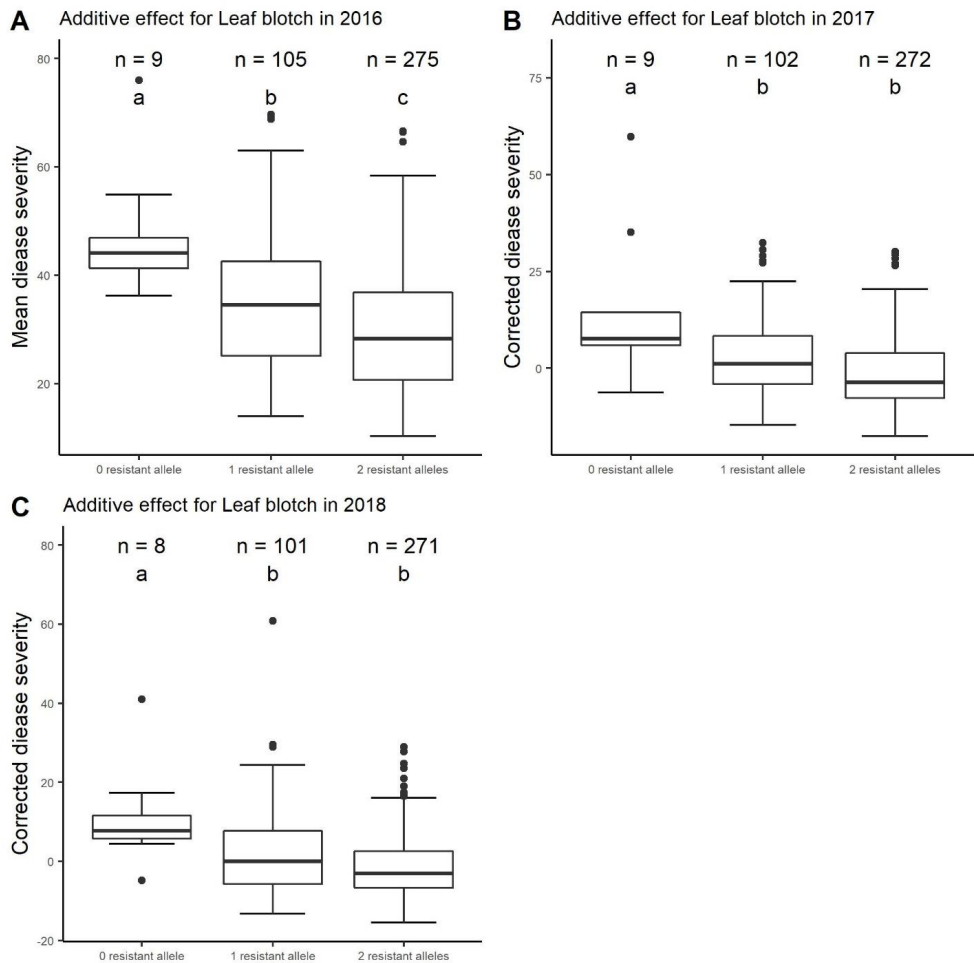 A Additive effect for Leaf blotch in 2016
n = 9 n = 105 n = 275
a b c
80
60
40
20
Mean diease severity
0 resistant allele 1 resistant allele 2 resistant alleles
B Additive effect for Leaf blotch in 2017
n = 9 n = 102 n = 272
a b b
75
50
25
0
Corrected diease severity
0 resistant allele 1 resistant allele 2 resistant alleles
C Additive effect for Leaf blotch in 2018
n = 8 n = 101 n = 271
a b b
80
60
40
20
0
-20
Corrected diease severity
0 resistant allele 1 resistant allele 2 resistant alleles